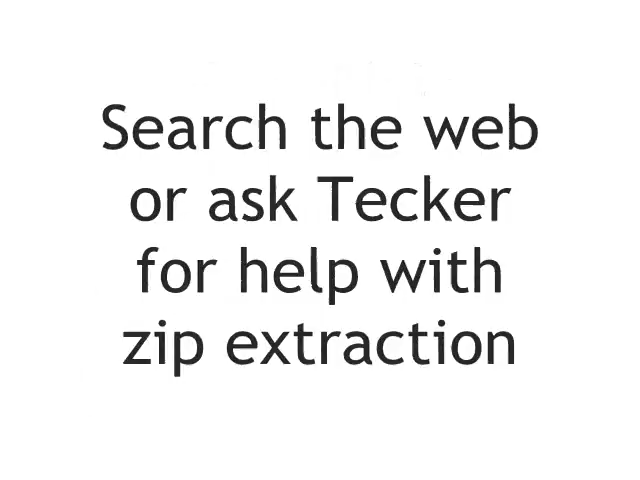 Search the web
or ask Tecker
for help with
zip extraction